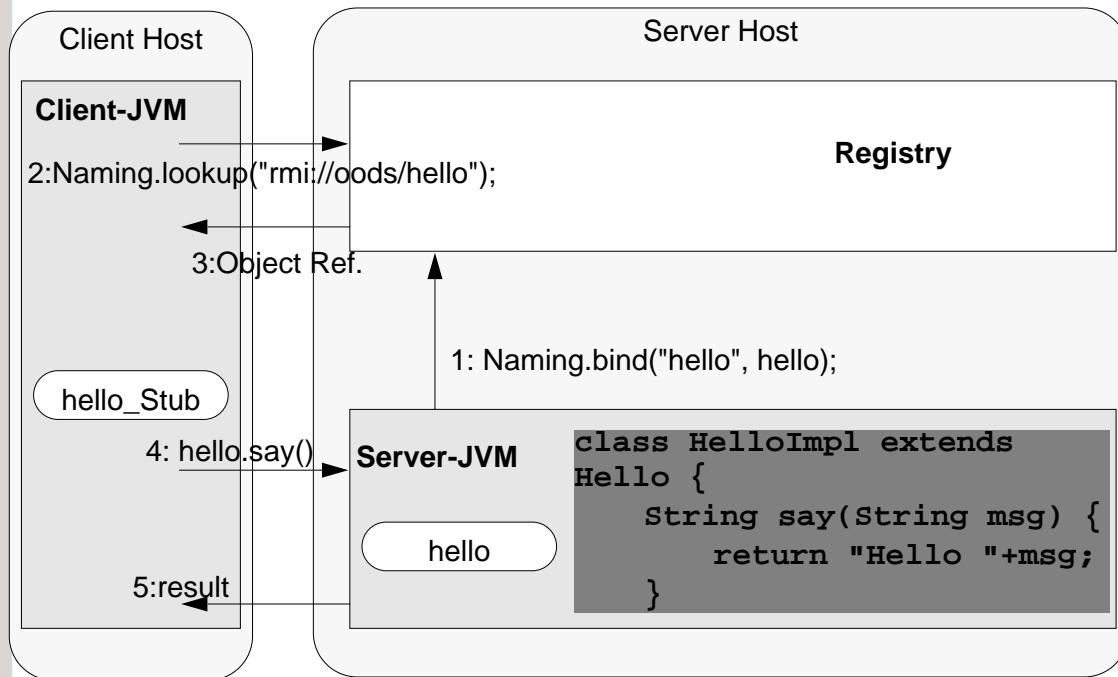 Client Host
Server Host
Client-JVM
Registry
2:Naming.lookup("rmi://oods/hello");
3:Object Ref.
1: Naming.bind("hello", hello);
hello_Stub
4: hello.say()
Server-JVM
class HelloImpl extends
Hello {
String say(String msg) {
return "Hello "+msg;
}
hello
5:result